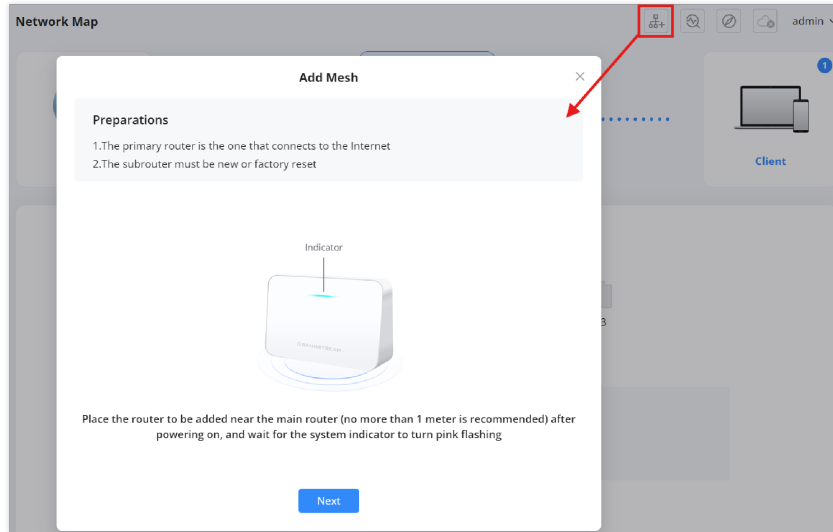 Network Map
admin
Add Mesh
1
Preparations
1.The primary router is the one that connects to the Internet
2.The subrouter must be new or factory reset
Client
Indicator
3
GRANDSTREAM
Place the router to be added near the main router (no more than 1 meter is recommended) after
powering on, and wait for the system indicator to turn pink flashing
Next